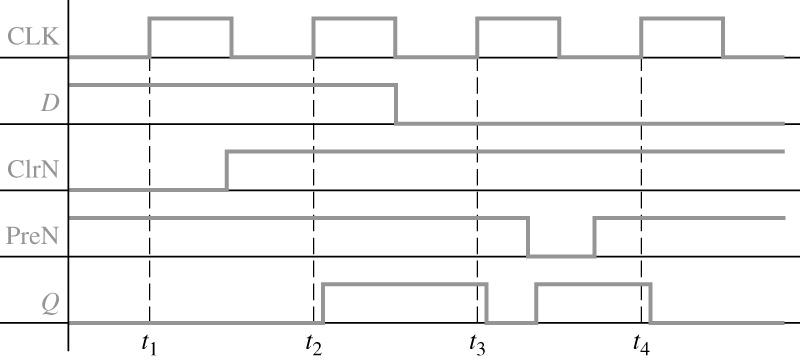 CLK
D
ClrN
PreN
Q
t1 t2 t3 t4